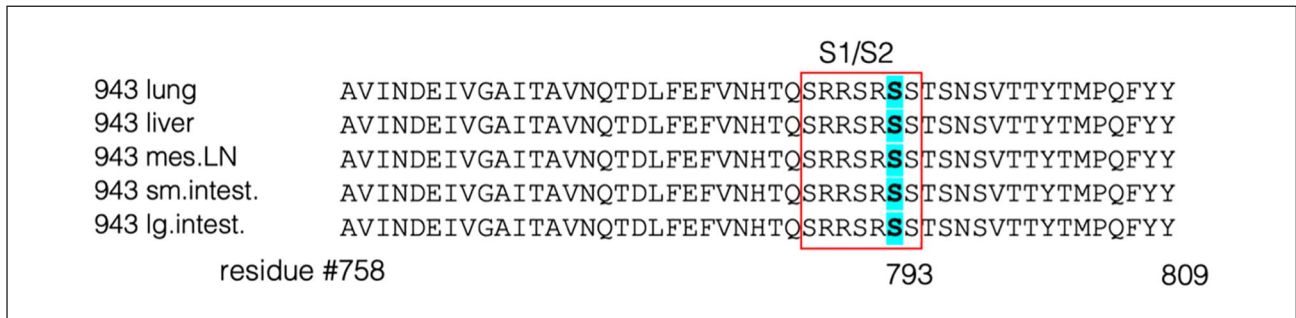 S1/S2
943 lung AVINDEIVGAITAVNQTDLFEFVNHTQSRRSRSSTSNSVTTYTMPQFYY
943 liver AVINDEIVGAITAVNQTDLFEFVNHTQSRRSRSSTSNSVTTYTMPQFYY
943 mes.LN AVINDEIVGAITAVNQTDLFEFVNHTQSRRSRSSTSNSVTTYTMPQFYY
943 sm.intest. AVINDEIVGAITAVNQTDLFEFVNHTQSRRSRSSTSNSVTTYTMPQFYY
943 lg.intest. AVINDEIVGAITAVNQTDLFEFVNHTQSRRSRSSTSNSVTTYTMPQFYY
residue #758 793 809